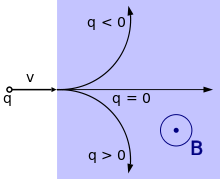 q < 0
v
q
q = 0
B
q > 0